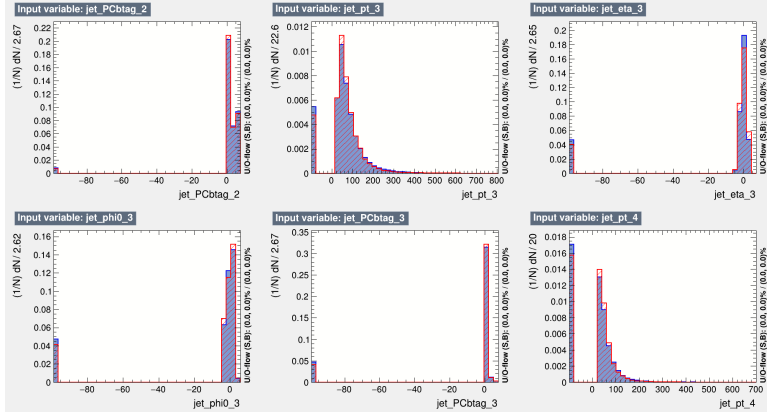 Input variable: jet_PCbtag_2
(1/N) dN / 2.67
0.22
0.2
0.18
0.16
0.14
0.12
0.1
0.08
0.06
0.04
0.02
0
−80 −60 −40 −20 0
jet_PCbtag_2
U/O-flow (S,B): (0.0, 0.0)% / (0.0, 0.0)%
Input variable: jet_pt_3
(1/N) dN / 22.6
0.012
0.01
0.008
0.006
0.004
0.002
0
0 100 200 300 400 500 600 700 800
jet_pt_3
U/O-flow (S,B): (0.0, 0.0)% / (0.0, 0.0)%
Input variable: jet_eta_3
(1/N) dN / 2.65
0.2
0.18
0.16
0.14
0.12
0.1
0.08
0.06
0.04
0.02
0
−80 −60 −40 −20 0
jet_eta_3
U/O-flow (S,B): (0.0, 0.0)% / (0.0, 0.0)%
Input variable: jet_phi0_3
(1/N) dN / 2.62
0.16
0.14
0.12
0.1
0.08
0.06
0.04
0.02
0
−80 −60 −40 −20 0
jet_phi0_3
U/O-flow (S,B): (0.0, 0.0)% / (0.0, 0.0)%
Input variable: jet_PCbtag_3
(1/N) dN / 2.67
0.35
0.3
0.25
0.2
0.15
0.1
0.05
0
−80 −60 −40 −20 0
jet_PCbtag_3
U/O-flow (S,B): (0.0, 0.0)% / (0.0, 0.0)%
Input variable: jet_pt_4
(1/N) dN / 20
0.018
0.016
0.014
0.012
0.01
0.008
0.006
0.004
0.002
0
0 100 200 300 400 500 600 700
jet_pt_4
U/O-flow (S,B): (0.0, 0.0)% / (0.0, 0.0)%